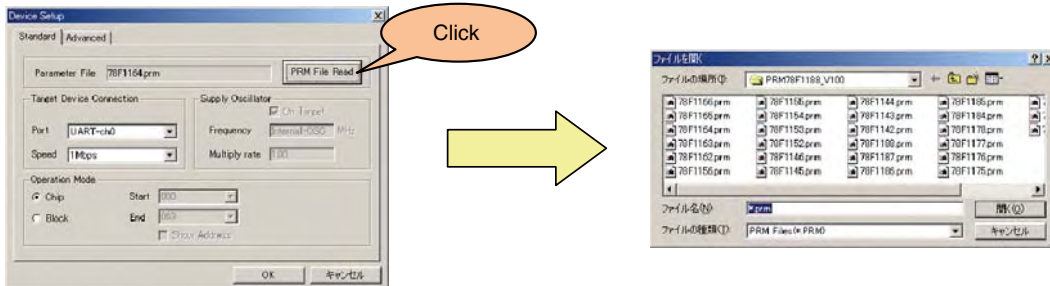 Device Setup
Standard | Advanced
Parameter File 78F1164.prm PRM File Read
Click
Target Device Connection
Port UART-ch0
Speed 1Mbps
Supply Oscillator
On Target
Frequency Internal-OSC MHz
Multiply rate 1.00
Operation Mode
Chip Start 000
Block End 063
Show Address
OK キャンセル
ファイルを開く
ファイルの場所(I): PRM78F1188_V100
78F1166.prm 78F1155.prm 78F1144.prm 78F1185.prm
78F1165.prm 78F1154.prm 78F1143.prm 78F1184.prm
78F1164.prm 78F1153.prm 78F1142.prm 78F1178.prm
78F1163.prm 78F1152.prm 78F1188.prm 78F1177.prm
78F1162.prm 78F1146.prm 78F1187.prm 78F1176.prm
78F1156.prm 78F1145.prm 78F1186.prm 78F1175.prm
ファイル名(N): *.prm 開く(O)
ファイルの種類(T): PRM Files(*.PRM) キャンセル